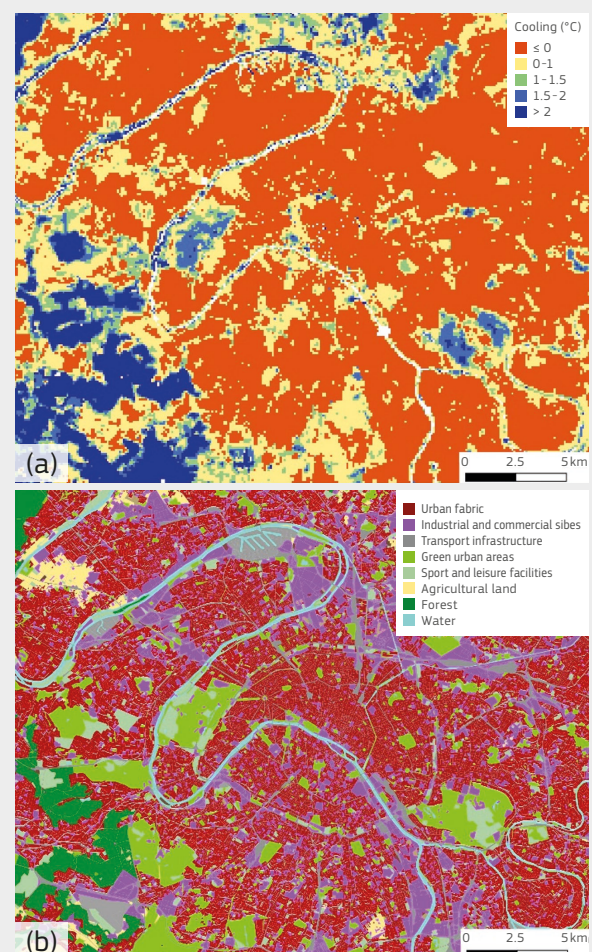 Cooling (°C)
≤ 0
0-1
1-1.5
1.5-2
> 2
(a)
0 2.5 5km
Urban fabric
Industrial and commercial sibes
Transport infrastructure
Green urban areas
Sport and leisure facilities
Agricultural land
Forest
Water
(b)
0 2.5 5km